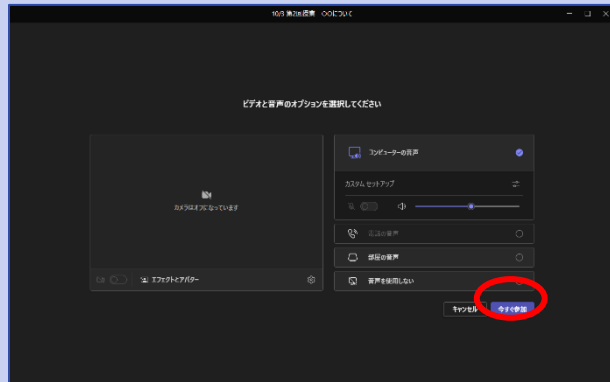 10/3 第2回授業 〇〇について
ビデオと音声のオプションを選択してください
コンピューターの音声
カスタム セットアップ
カメラはオフになっています
電話の音声
部屋の音声
エフェクトとアバター
音声を使用しない
キャンセル
今すぐ参加